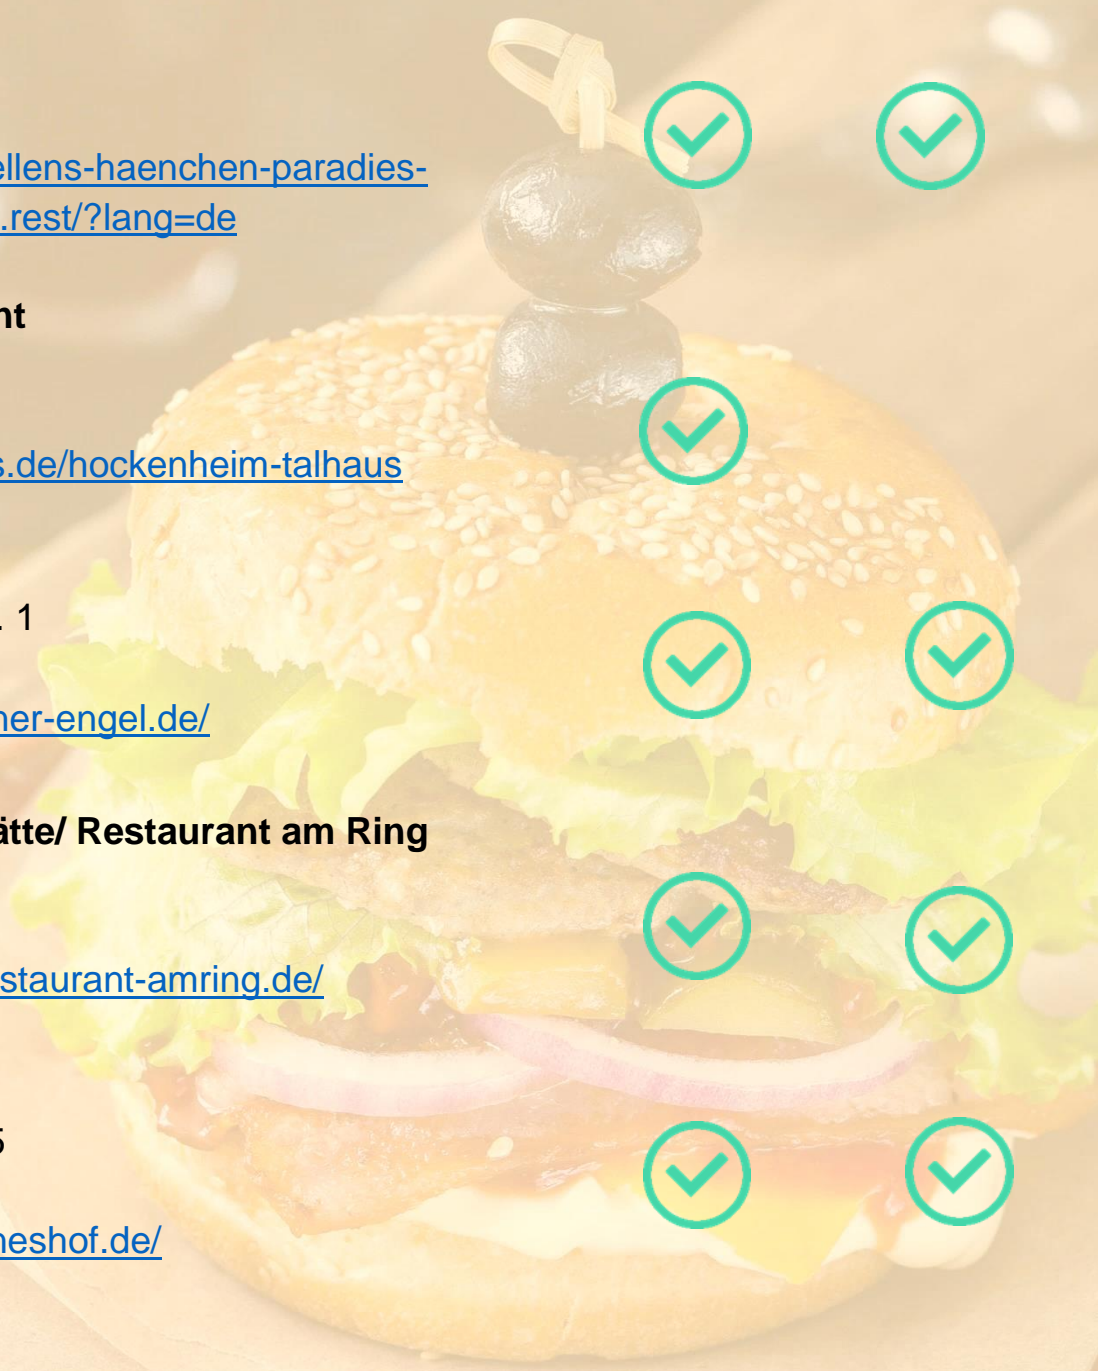 ellens-haenchen-paradies-
.rest/?lang=de
nt
s.de/hockenheim-talhaus
. 1
ner-engel.de/
ätte/ Restaurant am Ring
staurant-amring.de/
5
neshof.de/